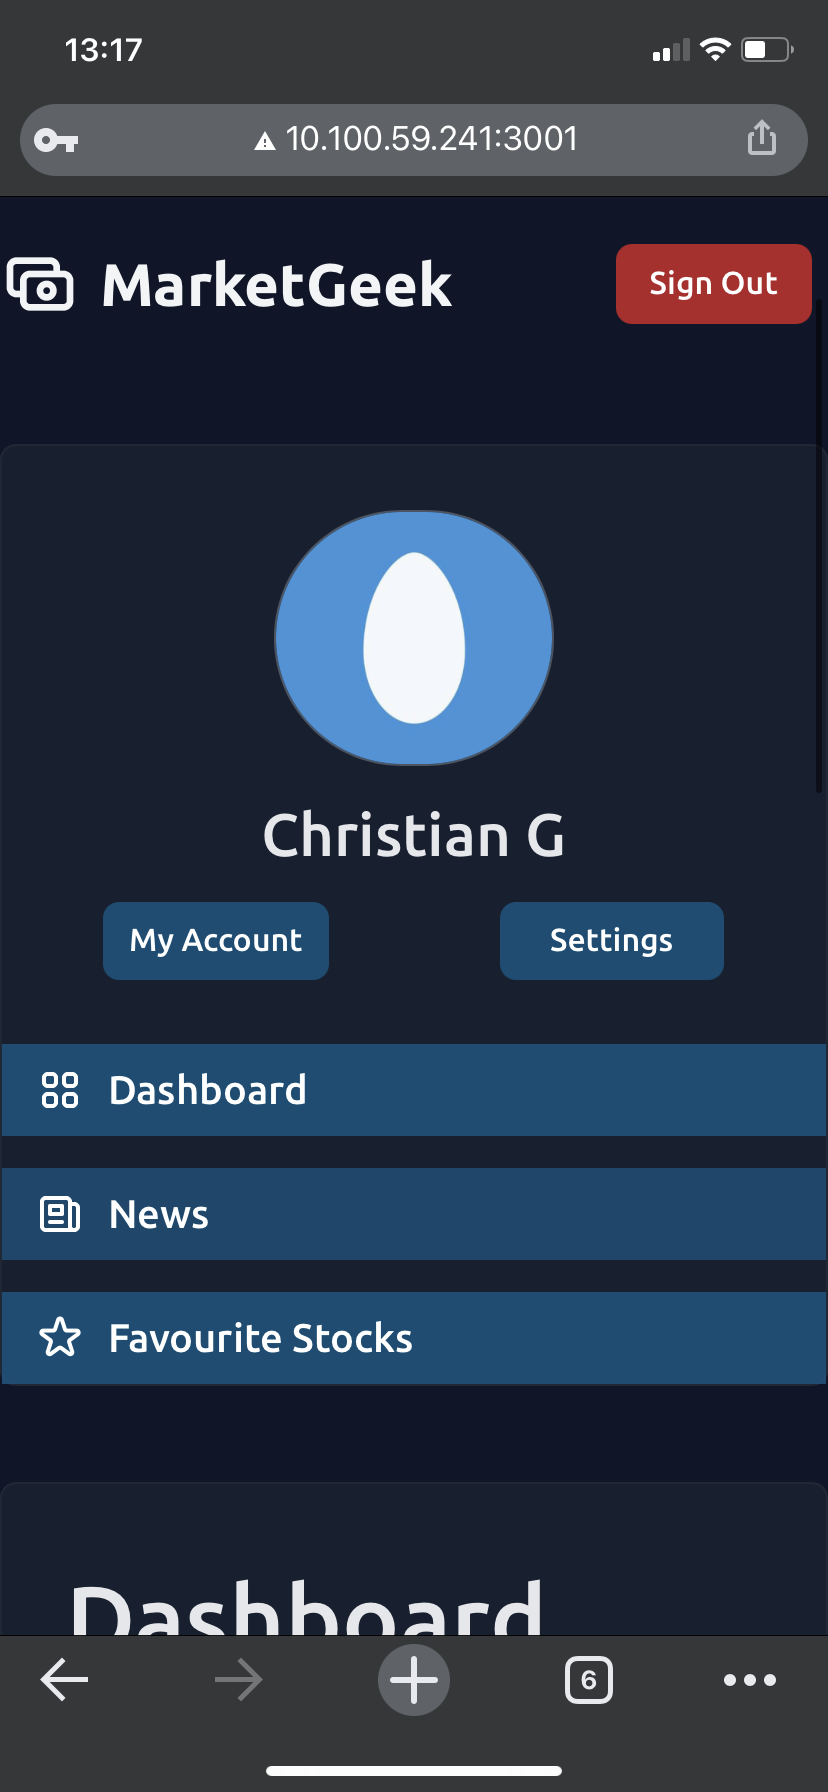 13:17
10.100.59.241:3001
MarketGeek
Sign Out
Christian G
My Account
Settings
Dashboard
News
Favourite Stocks
Dashboard
6